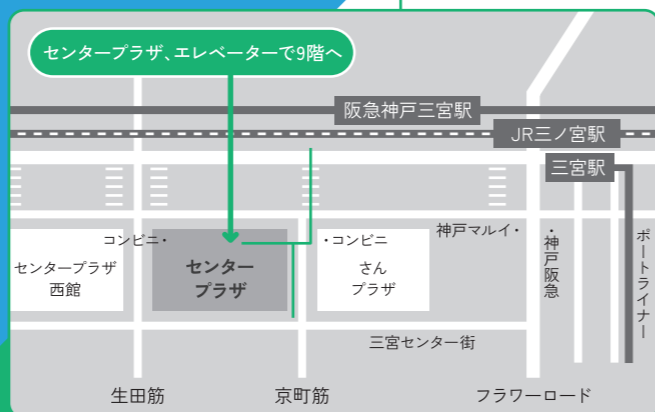 センタープラザ、エレベーターで9階へ
阪急神戸三宮駅
JR三ノ宮駅
三宮駅
コンビニ・
・コンビニ
神戸マルイ・
・神戸阪急
ポートライナー
センタープラザ
西館
センター
プラザ
さん
プラザ
三宮センター街
生田筋
京町筋
フラワーロード